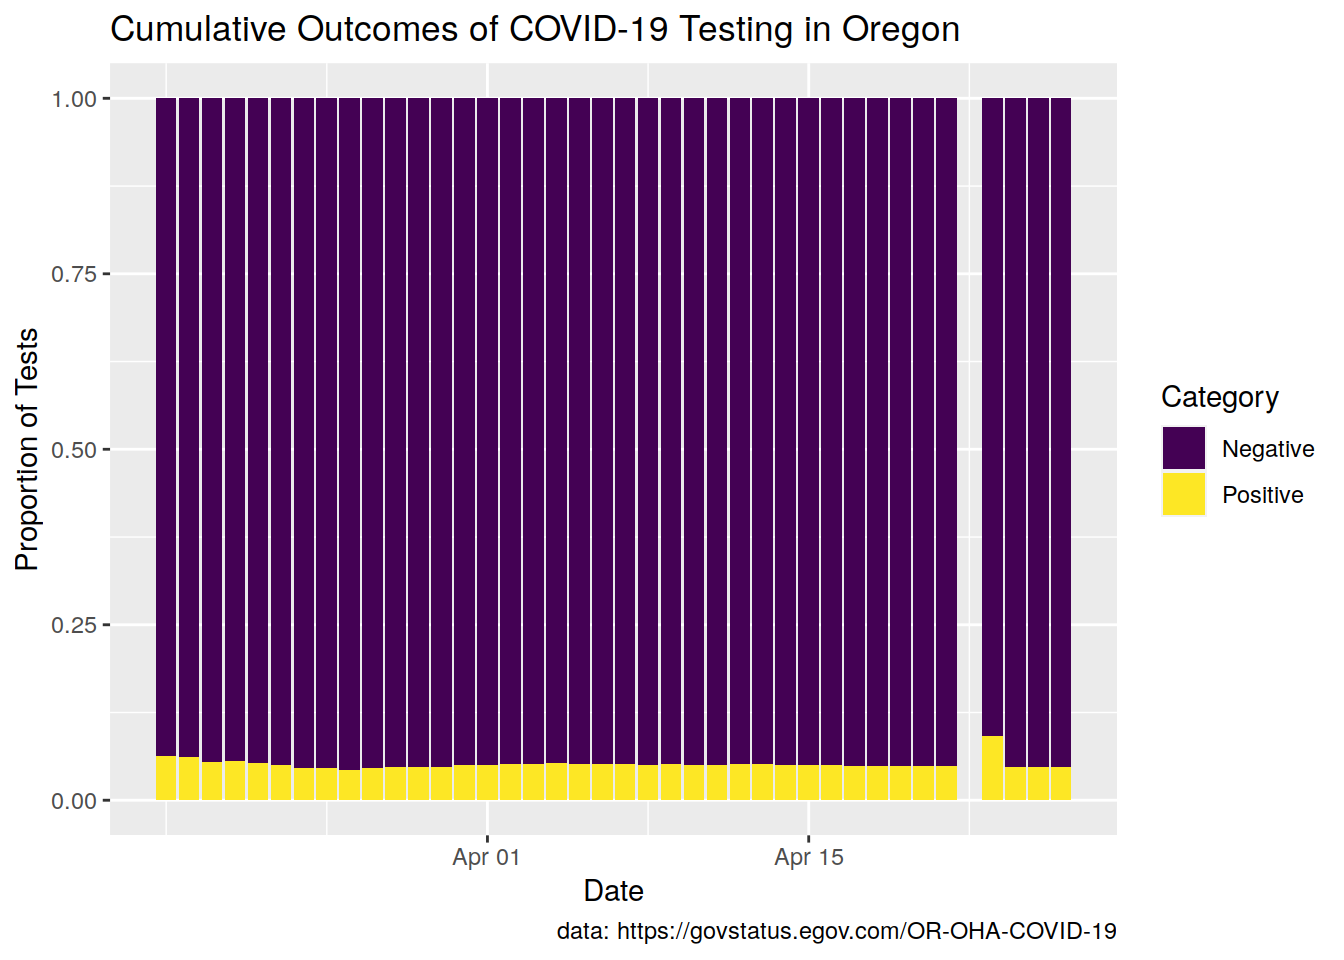 Cumulative Outcomes of COVID-19 Testing in Oregon
1.00
0.75
0.50
0.25
0.00
Proportion of Tests
Apr 01
Apr 15
Date
Category
Negative
Positive
data: https://govstatus.egov.com/OR-OHA-COVID-19